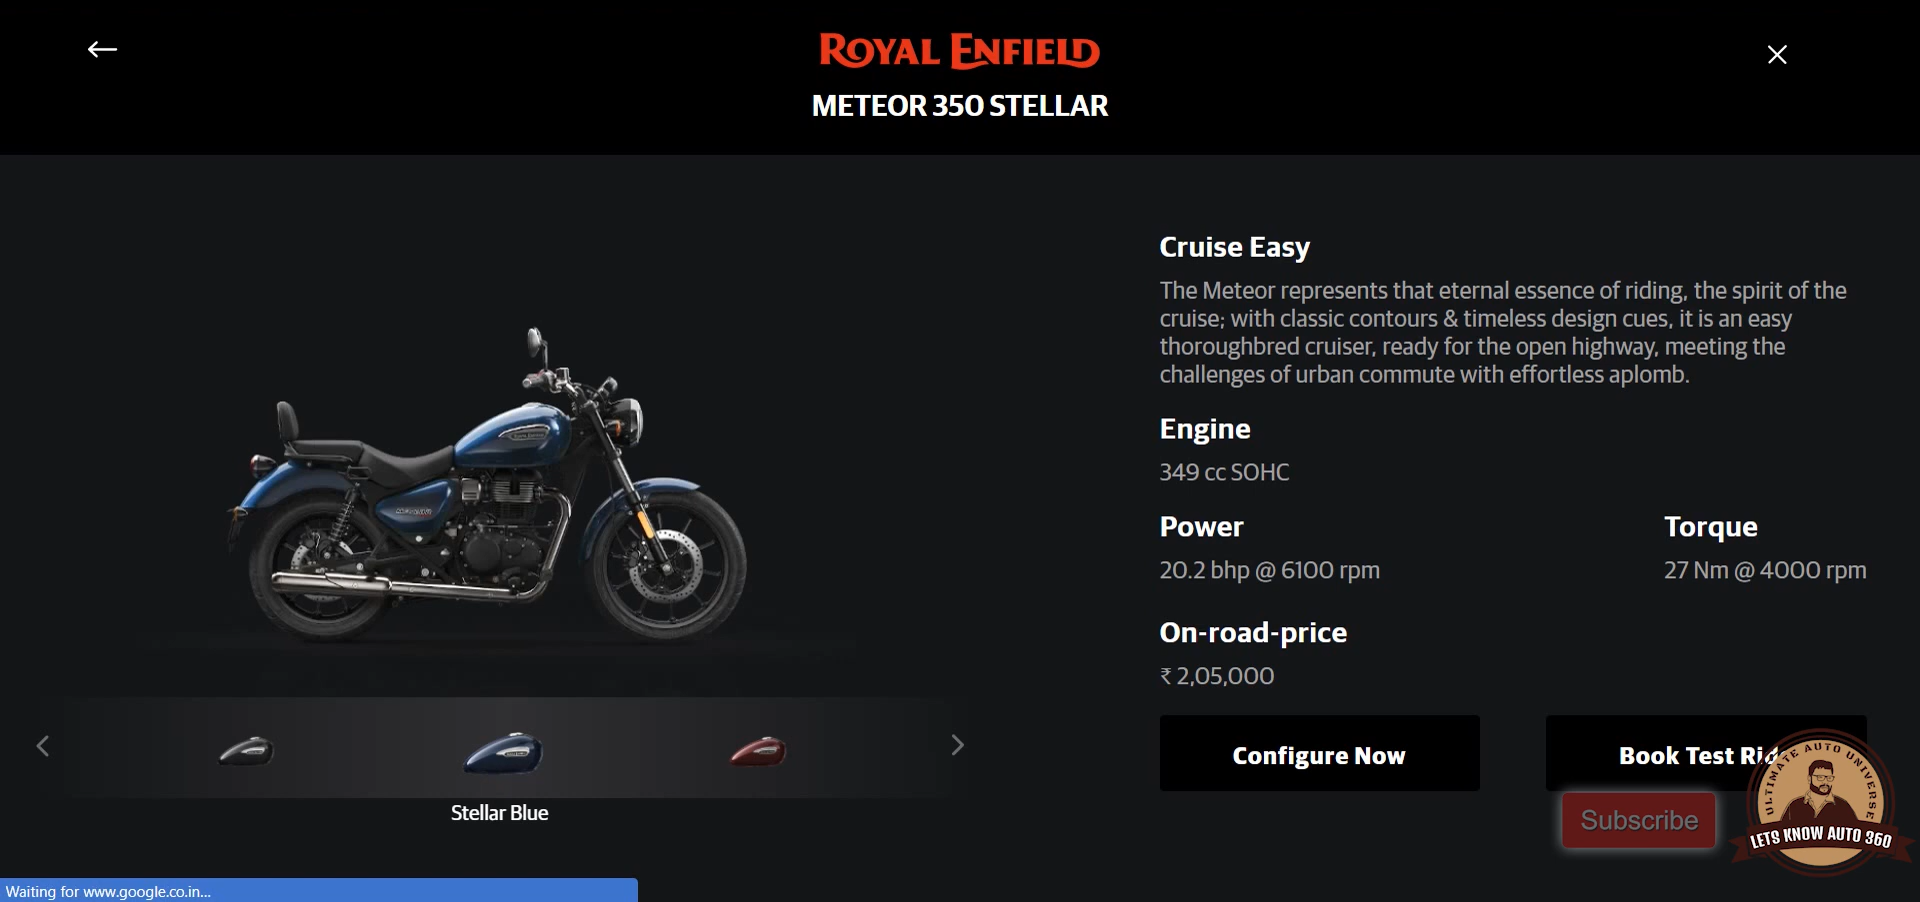 ROYAL ENFIELD
METEOR 350 STELLAR
Cruise Easy
The Meteor represents that eternal essence of riding, the spirit of the
cruise; with classic contours & timeless design cues, it is an easy
thoroughbred cruiser, ready for the open highway, meeting the
challenges of urban commute with effortless aplomb.
Engine
349 cc SOHC
Power
Torque
20.2 bhp @ 6100 rpm
27 Nm @ 4000 rpm
On-road-price
₹ 2,05,000
Configure Now
Book Test Rid
ULTIMATE AUTO UNIVERSE
Subscribe
LETS KNOW AUTO 360
Stellar Blue
Waiting for www.google.co.in...